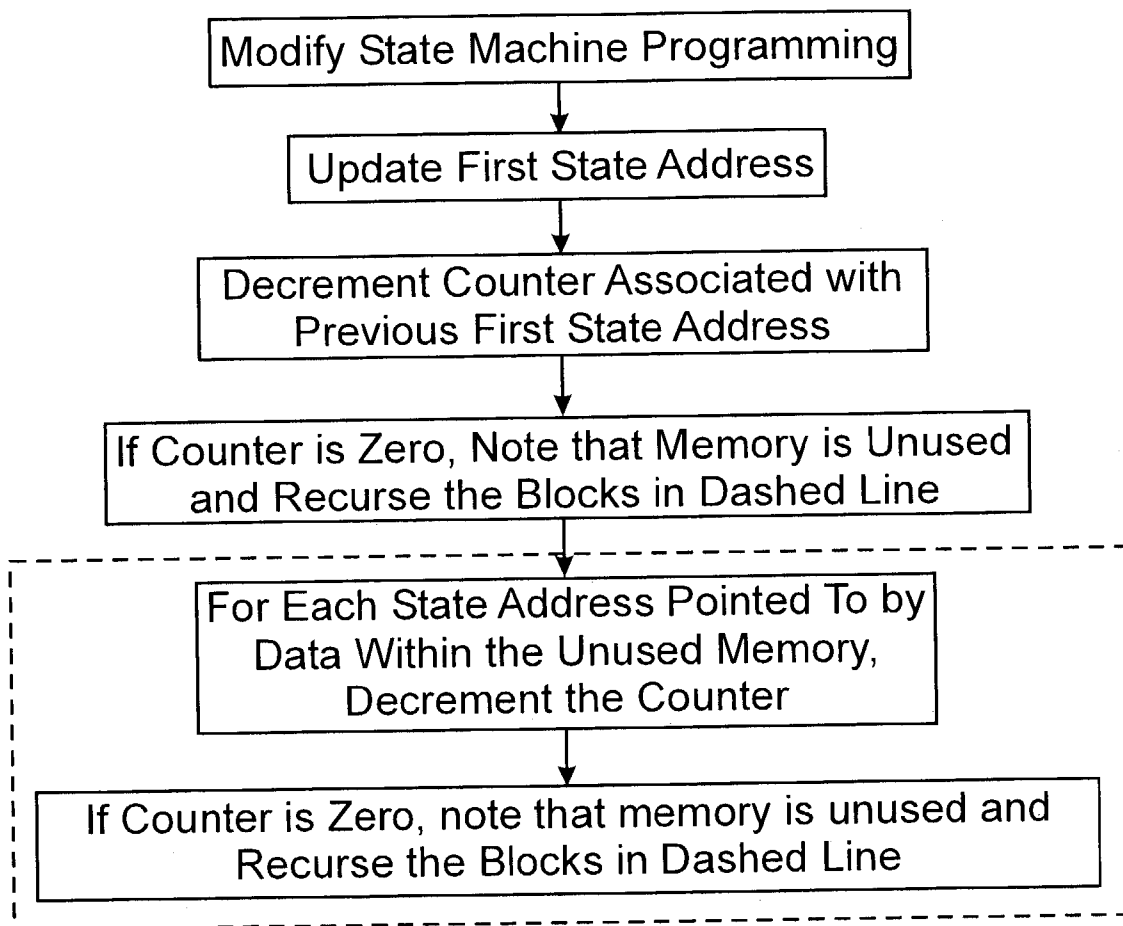 Modify State Machine Programming
Update First State Address
Decrement Counter Associated with
Previous First State Address
If Counter is Zero, Note that Memory is Unused
and Recurse the Blocks in Dashed Line
For Each State Address Pointed To by
Data Within the Unused Memory,
Decrement the Counter
If Counter is Zero, note that memory is unused and
Recurse the Blocks in Dashed Line